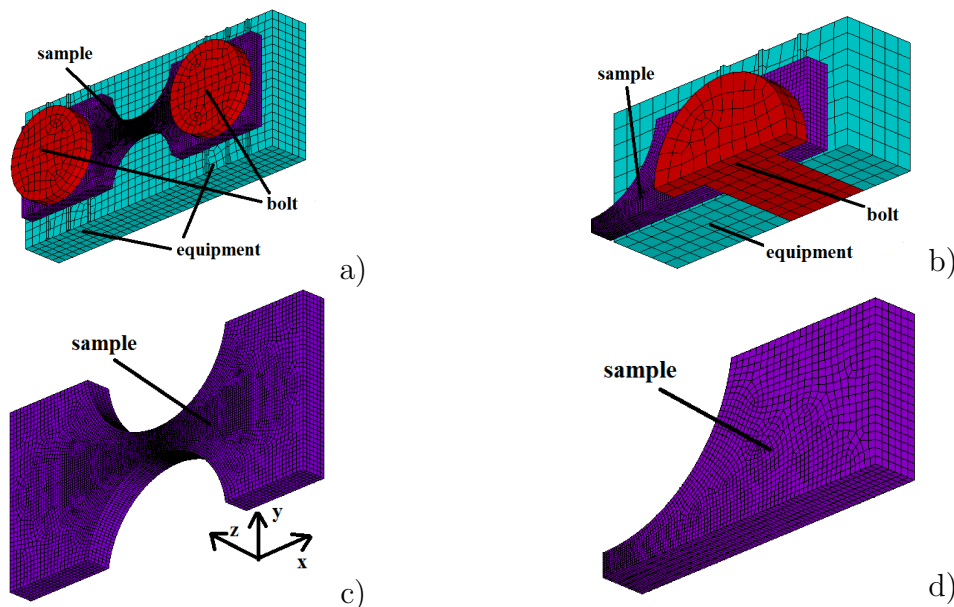 sample
bolt
equipment
a)
sample
bolt
equipment
b)
sample
y
z
x
c)
sample
d)